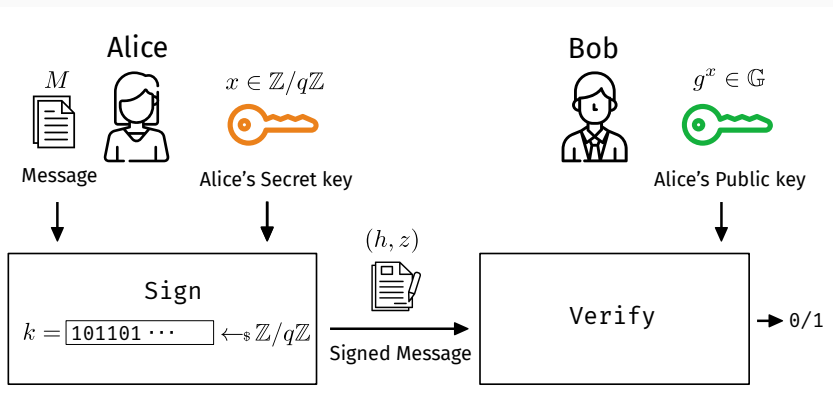 Alice
Bob
M
x ∈ ℤ/qℤ
g^x ∈ 𝔾
Message
Alice's Secret key
Alice's Public key
(h, z)
Sign
Verify
k = 101101 ··· ←$ ℤ/qℤ
0/1
Signed Message